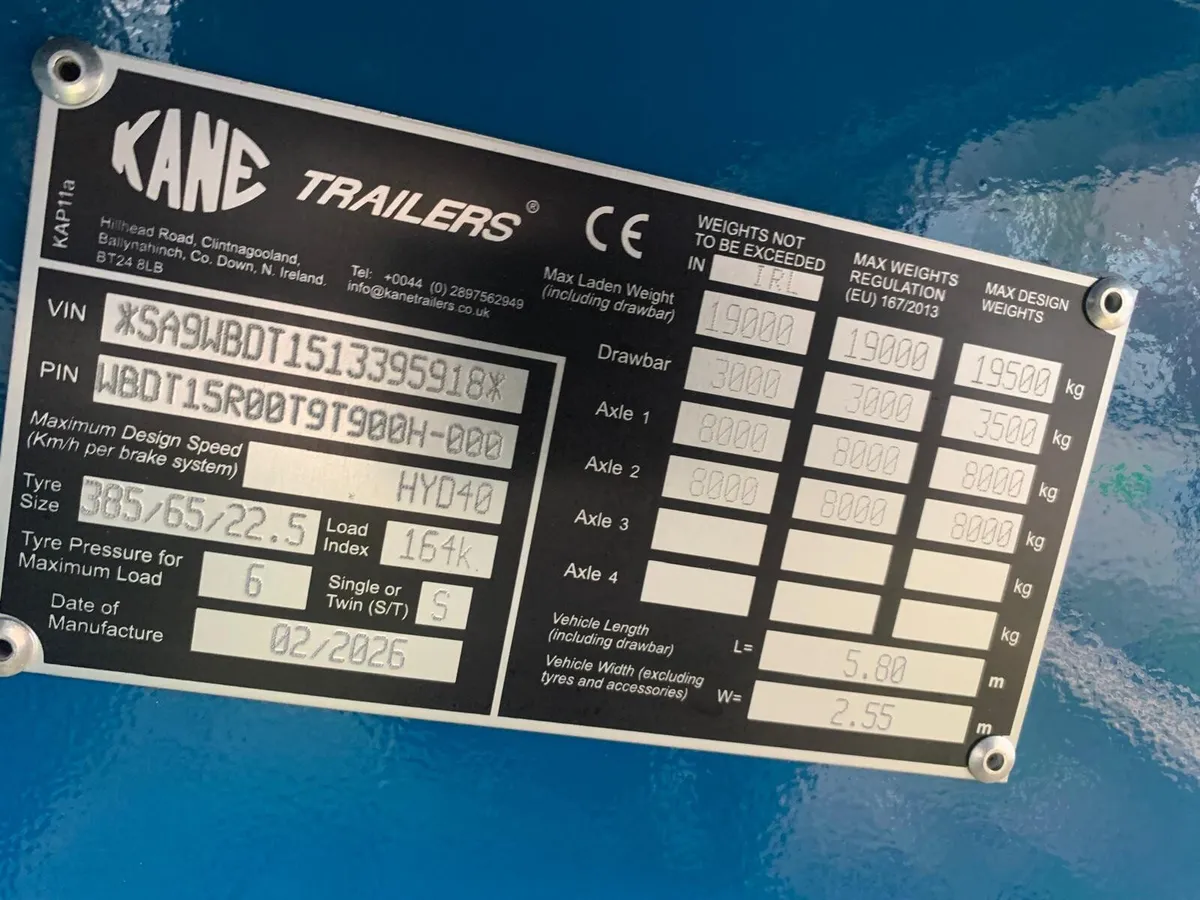 KAP11a
KANE TRAILERS®
Hillhead Road, Clintnagooland,
Ballynahinch, Co. Down, N. Ireland.
BT24 8LB
Tel: +0044 (0) 2897562949
info@kanetrailers.co.uk
VIN *SA9WBDT1513395918*
PIN WBDT15R00T9T900H-000
Maximum Design Speed
(Km/h per brake system) HYD40
Tyre
Size 385/65/22.5
Load
Index 164k.
Tyre Pressure for
Maximum Load 6
Single or
Twin (S/T) S
Date of
Manufacture 02/2026
CE
WEIGHTS NOT
TO BE EXCEEDED
IN IRL
MAX WEIGHTS
REGULATION
(EU) 167/2013
MAX DESIGN
WEIGHTS
Max Laden Weight
(including drawbar) 19000 19000 19500 kg
Drawbar 3000 3000 3500 kg
Axle 1 8000 8000 8000 kg
Axle 2 8000 8000 8000 kg
Axle 3 kg
Axle 4 kg
Vehicle Length
(including drawbar) L= 5.80 m
Vehicle Width (excluding
tyres and accessories) W= 2.55 m